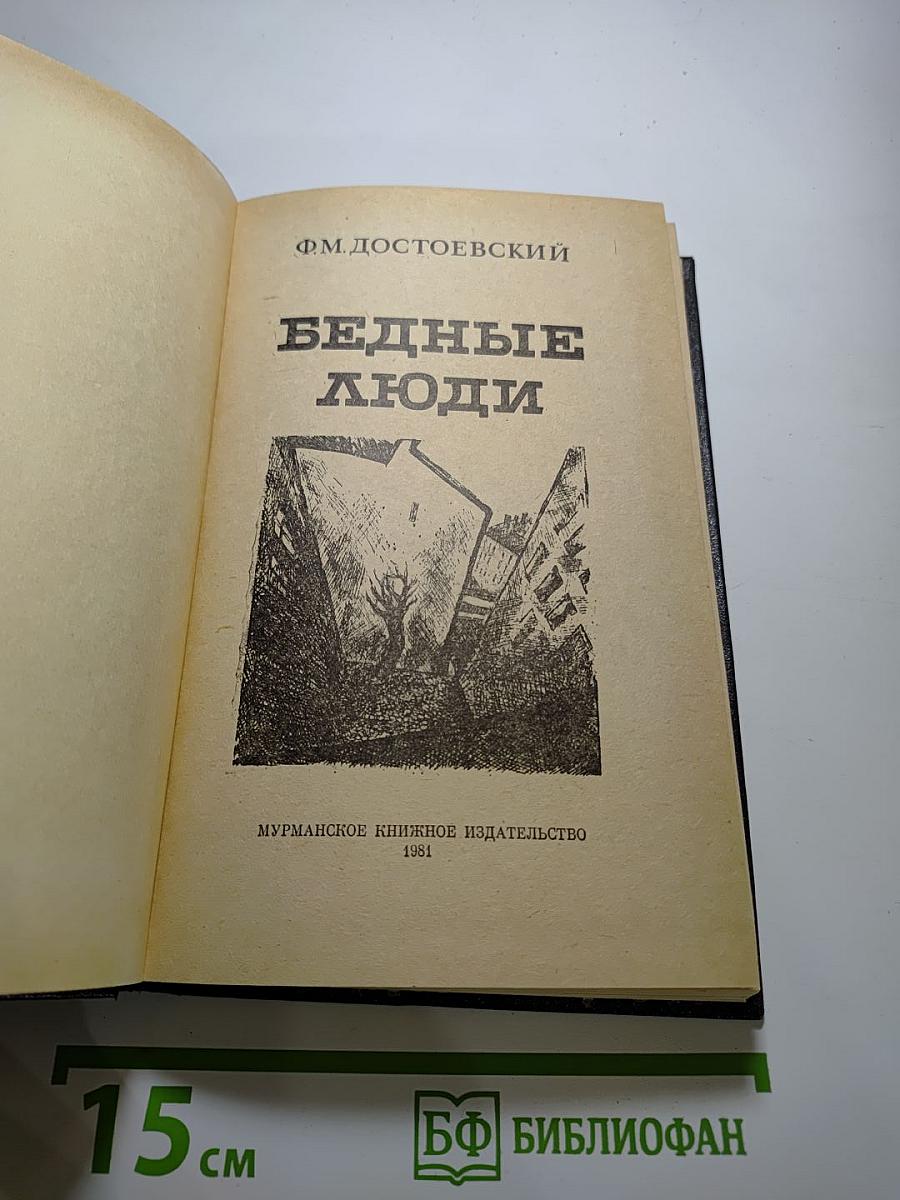 Ф.М.ДОСТОЕВСКИЙ
БЕДНЫЕ
ЛЮДИ
МУРМАНСКОЕ КНИЖНОЕ ИЗДАТЕЛЬСТВО
1981
15 см
БФ БИБЛИОФАН